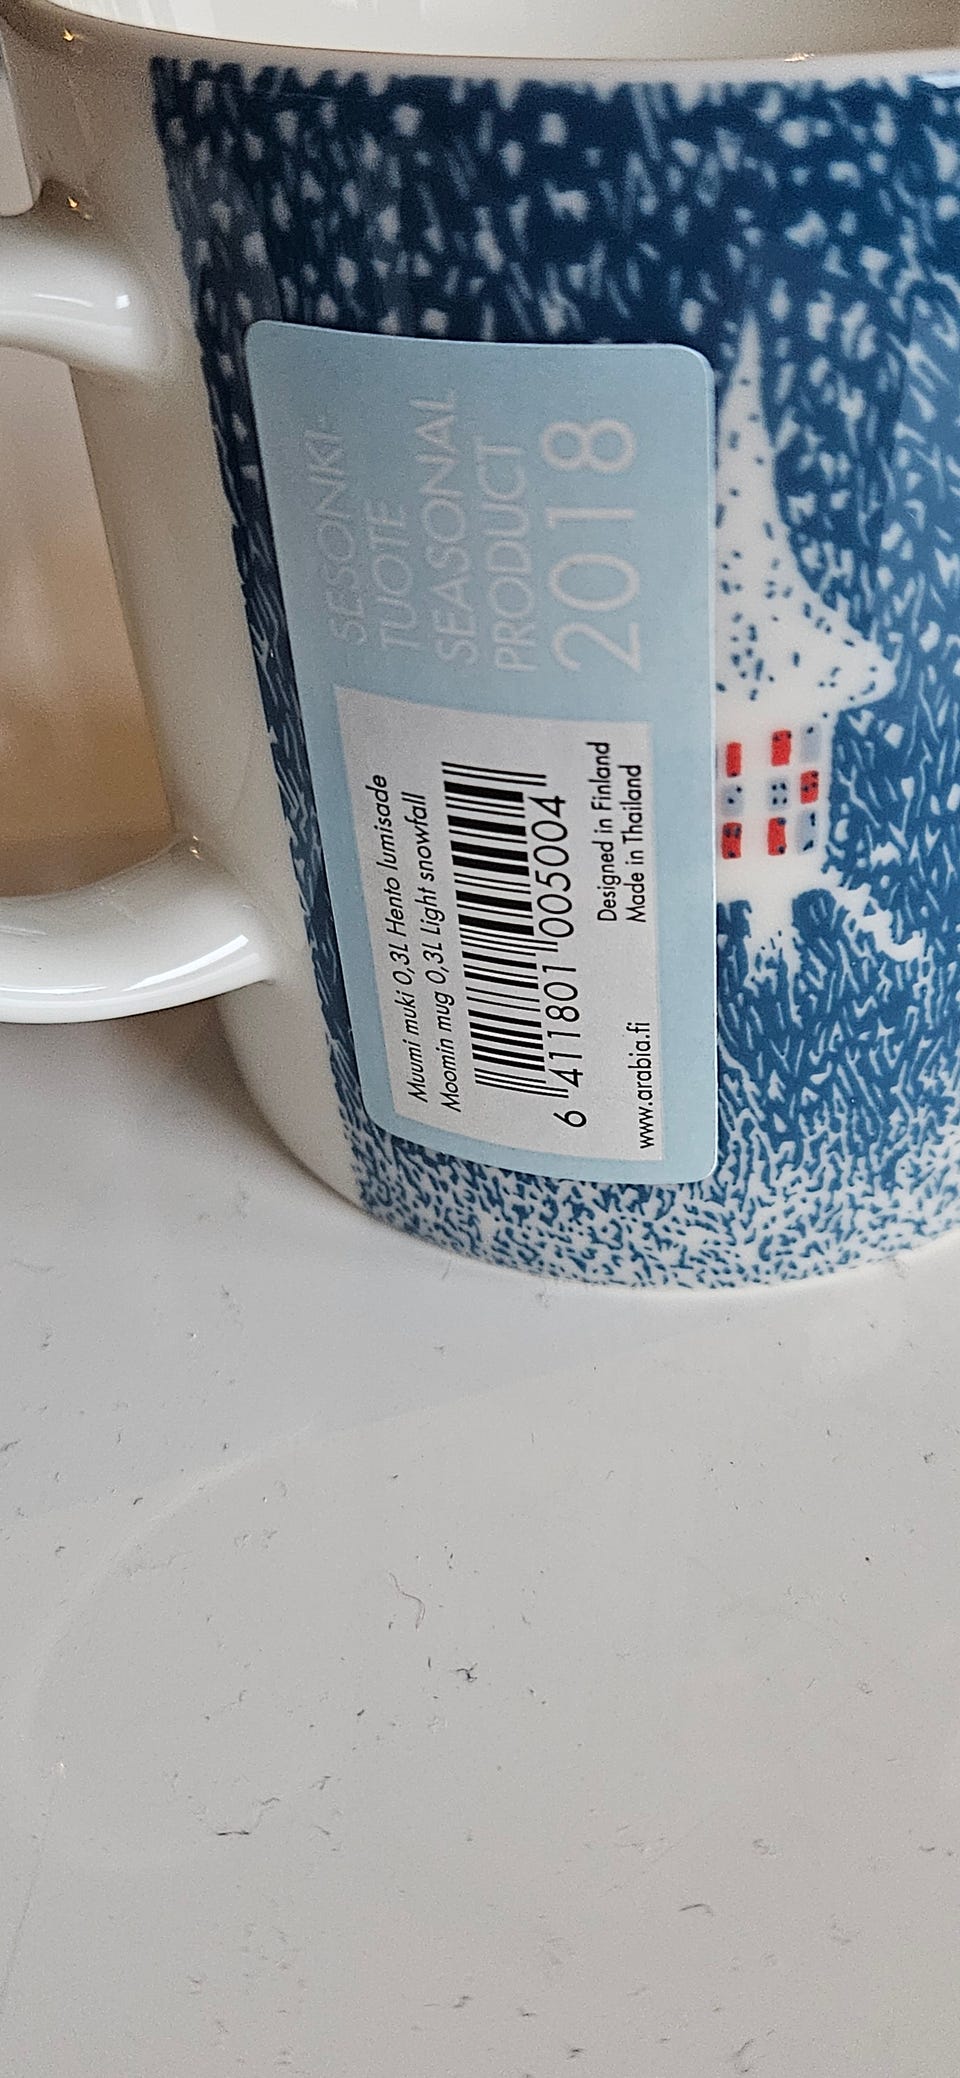 SESONKI-
TUOTE
SEASONAL
PRODUCT
2018
Muumi muki 0,3L Hento lumisade
Moomin mug 0,3L Light snowfall
6 411801 005004
Designed in Finland
Made in Thailand
www.arabia.fi